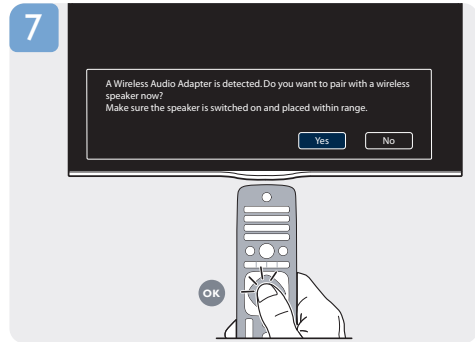 7
A Wireless Audio Adapter is detected. Do you want to pair with a wireless
speaker now?
Make sure the speaker is switched on and placed within range.
Yes No
OK